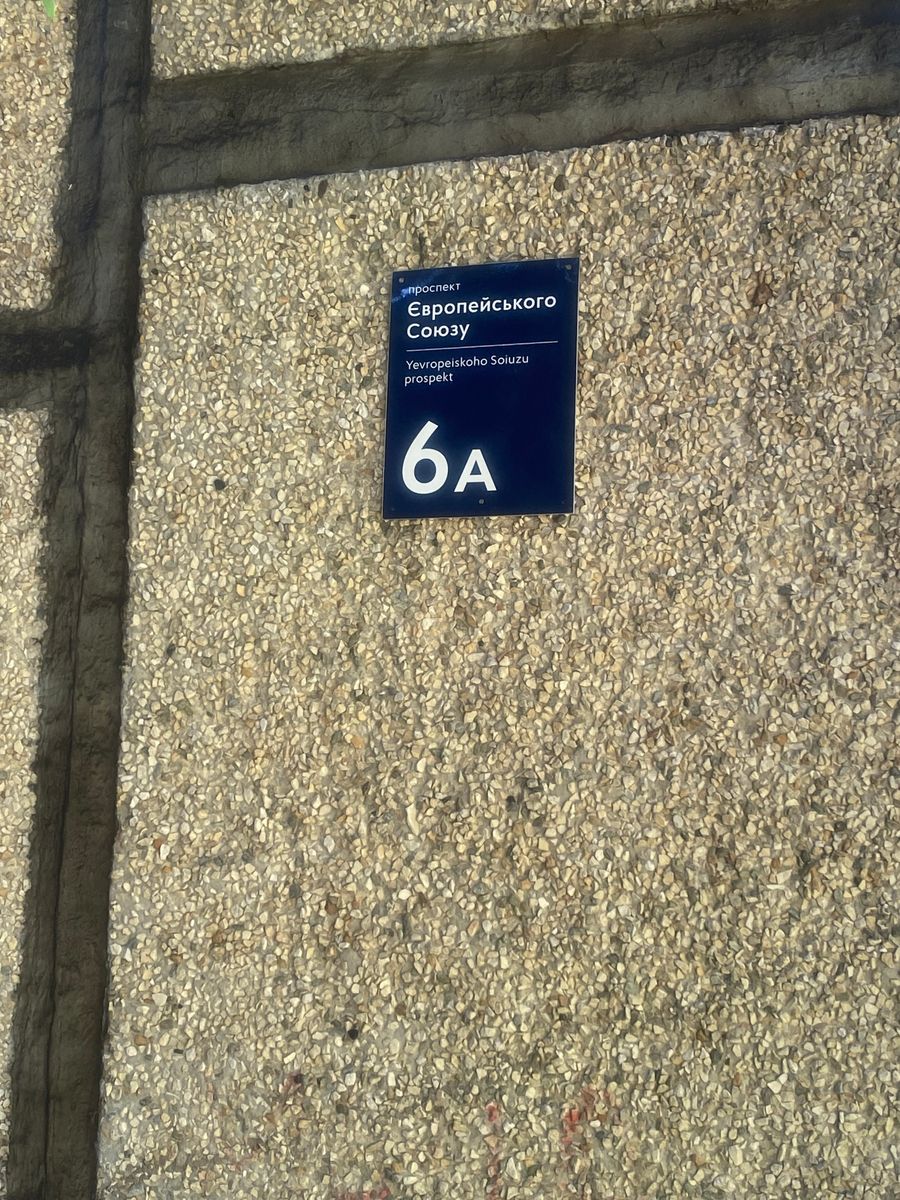 проспект
Європейського
Союзу
Yevropeiskoho Soiuzu
prospekt
6А